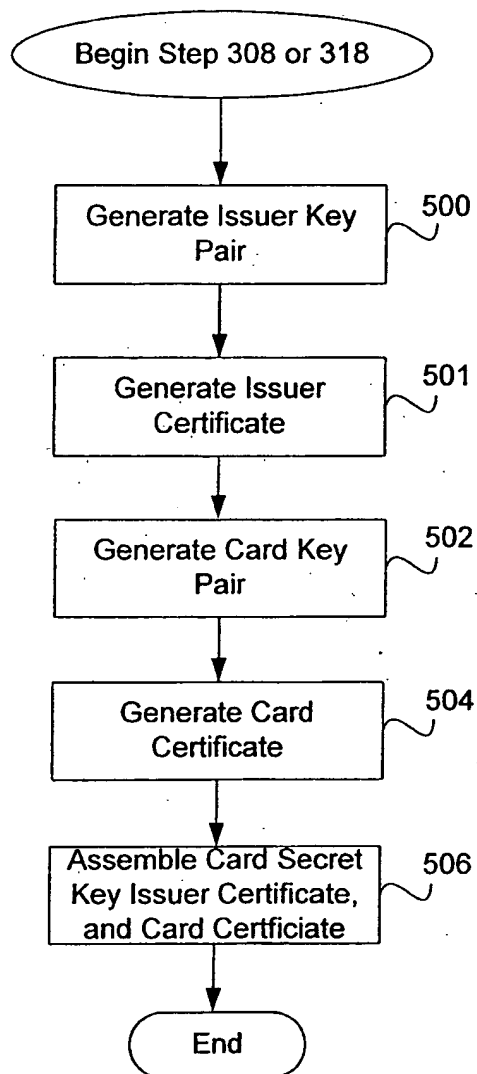 Begin Step 308 or 318
Generate Issuer Key
Pair
500
Generate Issuer
Certificate
501
Generate Card Key
Pair
502
Generate Card
Certificate
504
Assemble Card Secret
Key Issuer Certificate,
and Card Certficiate
506
End